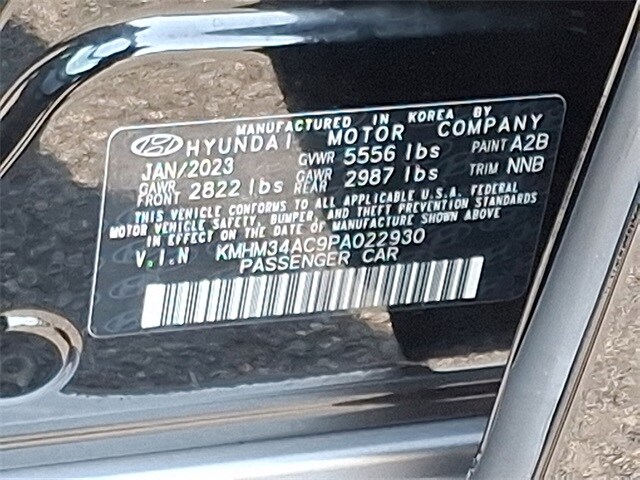 MANUFACTURED IN KOREA BY
HYUNDAI MOTOR COMPANY
JAN/2023 GVWR 5556 lbs PAINT A2B
GAWR FRONT 2822 lbs GAWR REAR 2987 lbs TRIM NNB
THIS VEHICLE CONFORMS TO ALL APPLICABLE U.S.A. FEDERAL
MOTOR VEHICLE SAFETY, BUMPER, AND THEFT PREVENTION STANDARDS
IN EFFECT ON THE DATE OF MANUFACTURE SHOWN ABOVE
V.I.N KMHM34AC9PA022930
PASSENGER CAR